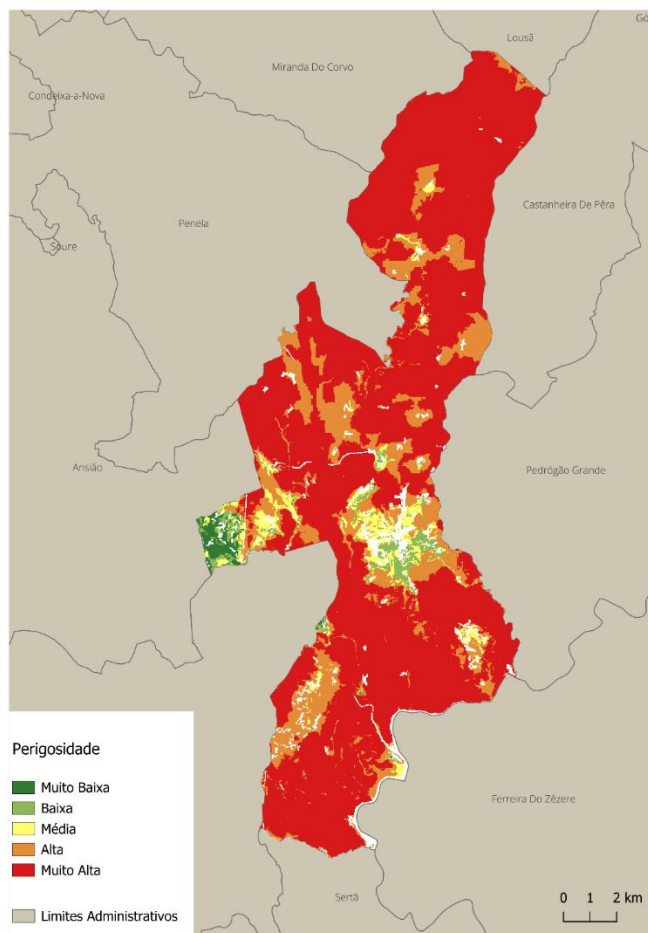 Gó
Lousã
Miranda Do Corvo
Condeixa-a-Nova
Castanheira De Pêra
Penela
Soure
Ansião
Pedrógão Grande
Perigosidade
Muito Baixa
Baixa
Média
Alta
Muito Alta
Limites Administrativos
Ferreira Do Zêzere
Sertã
0 1 2 km